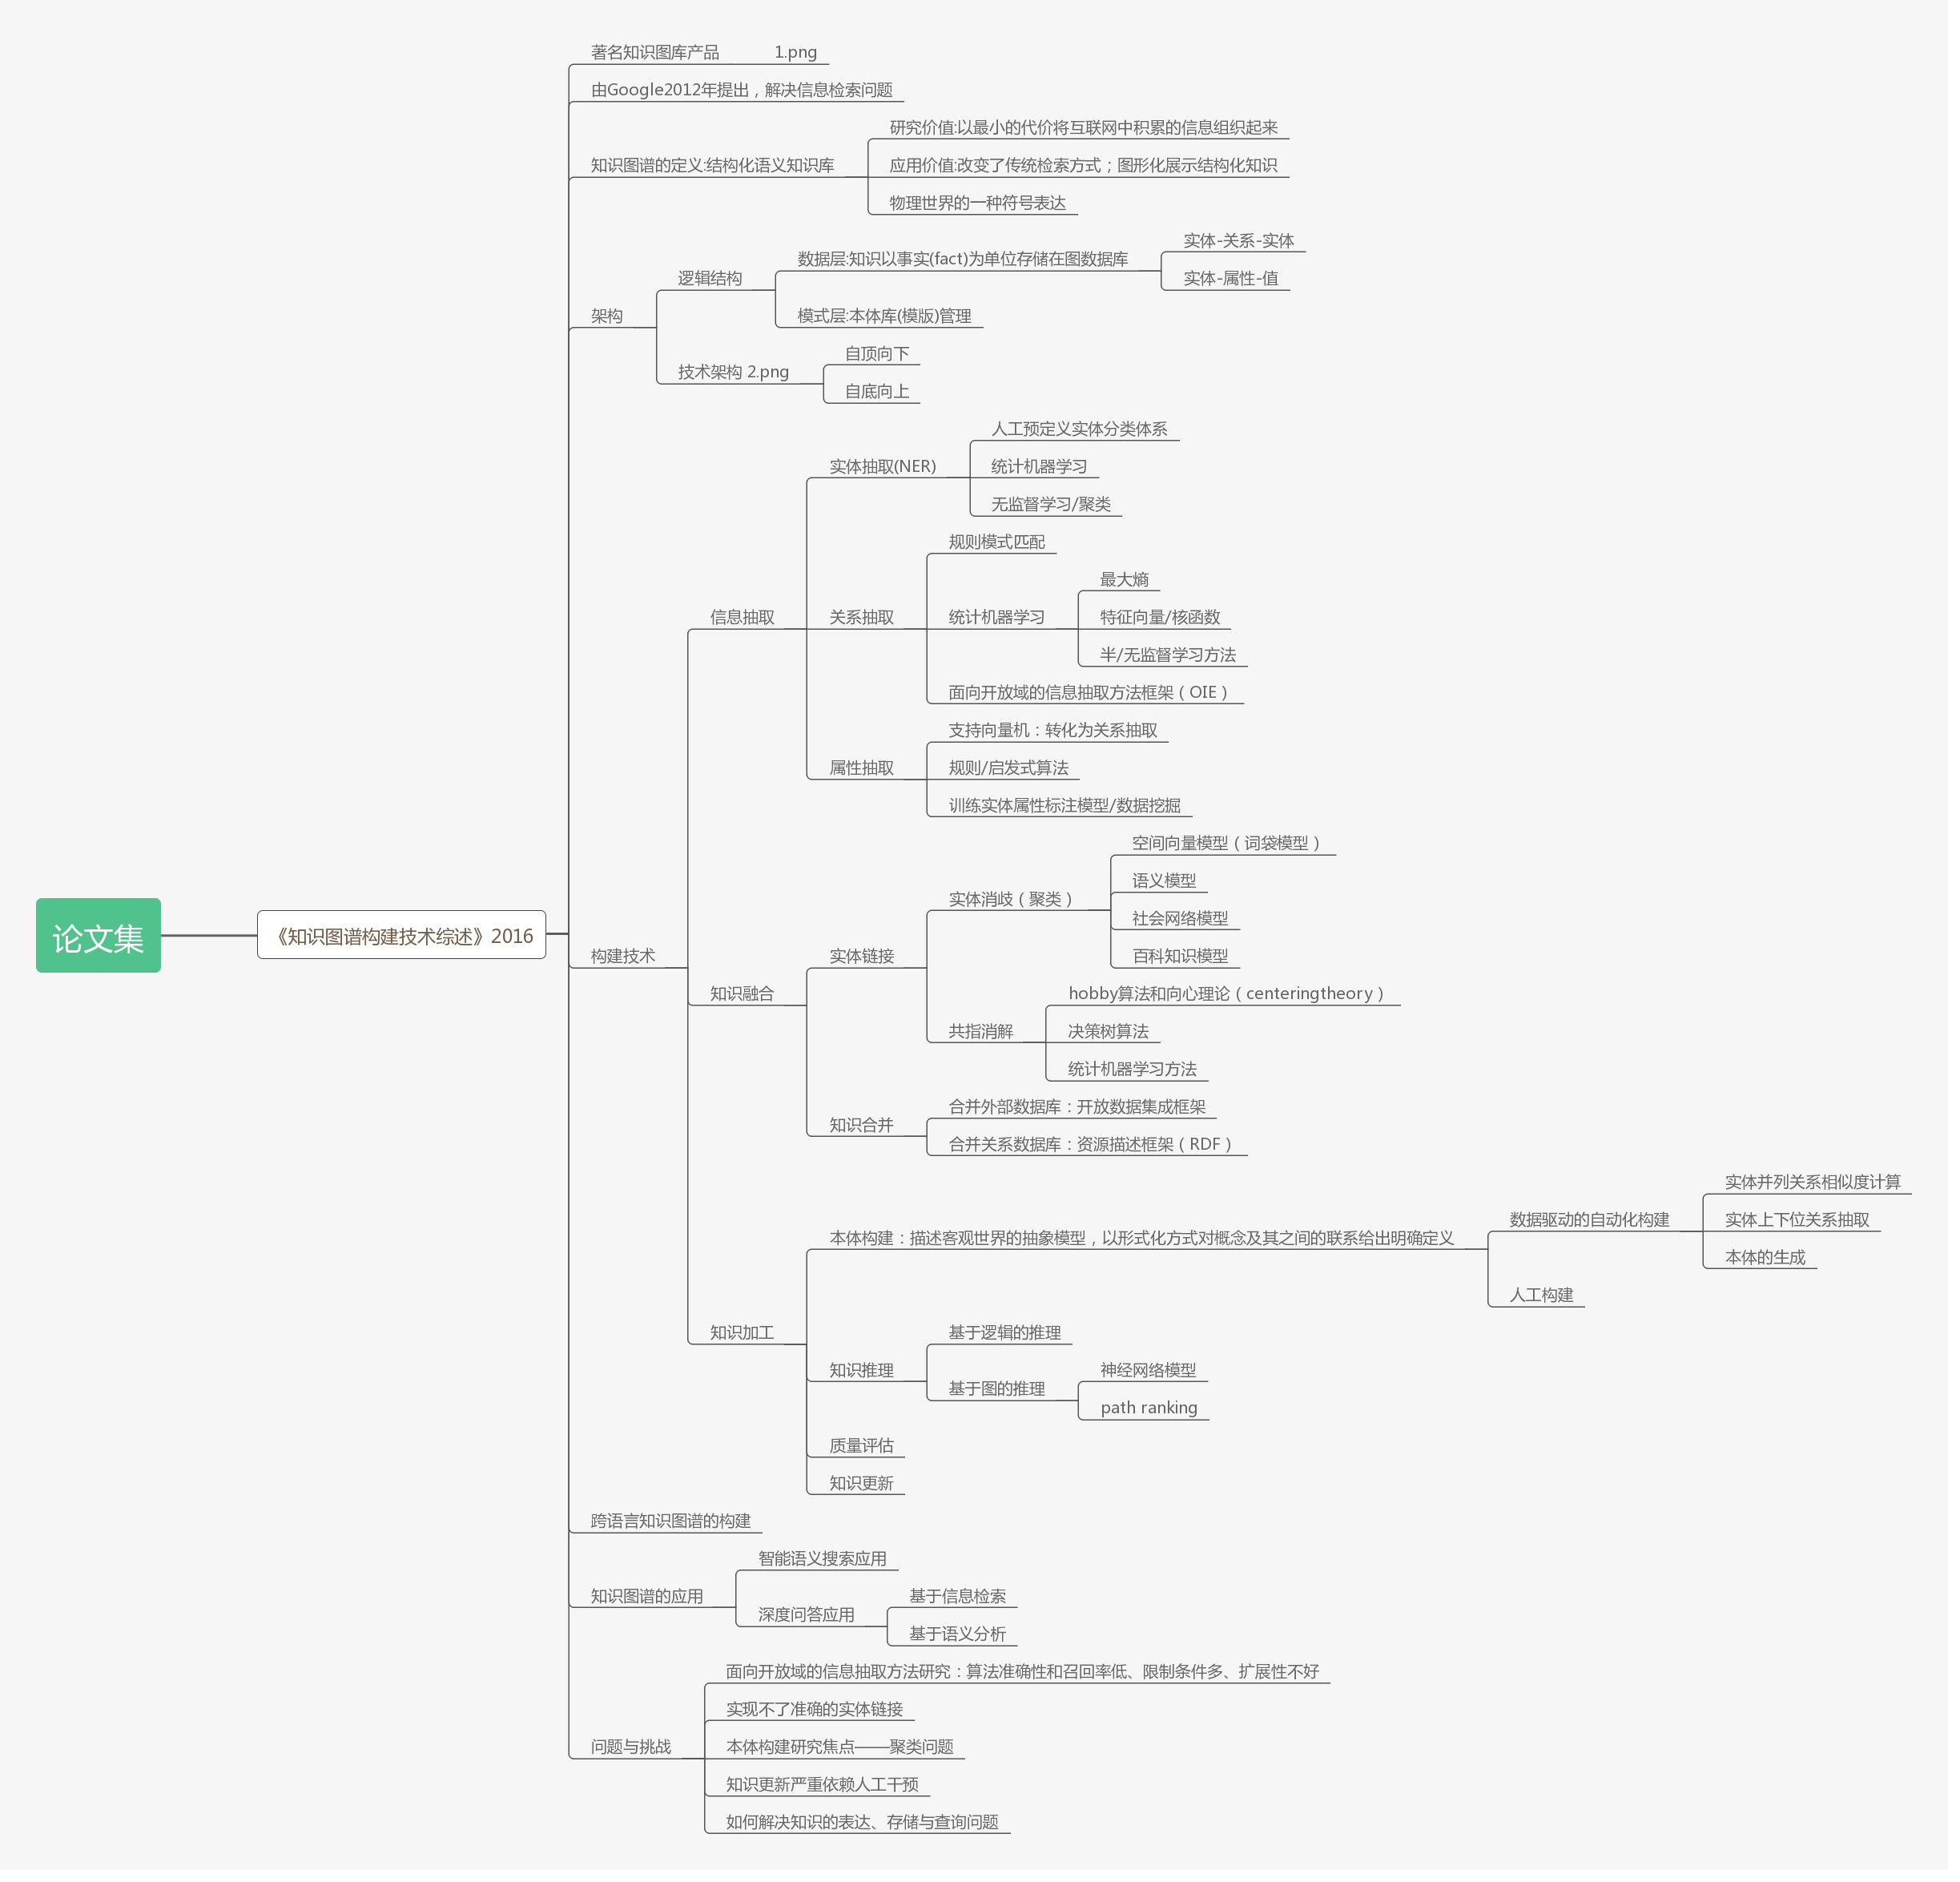 著名知识图库产品
1.png
由Google2012年提出，解决信息检索问题
知识图谱的定义:结构化语义知识库
研究价值:以最小的代价将互联网中积累的信息组织起来
应用价值:改变了传统检索方式；图形化展示结构化知识
物理世界的一种符号表达
架构
逻辑结构
数据层:知识以事实(fact)为单位存储在图数据库
实体-关系-实体
实体-属性-值
模式层:本体库(模版)管理
技术架构 2.png
自顶向下
自底向上
论文集
《知识图谱构建技术综述》2016
构建技术
信息抽取
实体抽取(NER)
人工预定义实体分类体系
统计机器学习
无监督学习/聚类
关系抽取
规则模式匹配
统计机器学习
最大熵
特征向量/核函数
半/无监督学习方法
面向开放域的信息抽取方法框架（OIE）
属性抽取
支持向量机：转化为关系抽取
规则/启发式算法
训练实体属性标注模型/数据挖掘
知识融合
实体链接
实体消歧（聚类）
空间向量模型（词袋模型）
语义模型
社会网络模型
百科知识模型
共指消解
hobby算法和向心理论（centeringtheory）
决策树算法
统计机器学习方法
知识合并
合并外部数据库：开放数据集成框架
合并关系数据库：资源描述框架（RDF）
知识加工
本体构建：描述客观世界的抽象模型，以形式化方式对概念及其之间的联系给出明确定义
数据驱动的自动化构建
实体并列关系相似度计算
实体上下位关系抽取
本体的生成
人工构建
知识推理
基于逻辑的推理
基于图的推理
神经网络模型
path ranking
质量评估
知识更新
跨语言知识图谱的构建
知识图谱的应用
智能语义搜索应用
深度问答应用
基于信息检索
基于语义分析
问题与挑战
面向开放域的信息抽取方法研究：算法准确性和召回率低、限制条件多、扩展性不好
实现不了准确的实体链接
本体构建研究焦点——聚类问题
知识更新严重依赖人工干预
如何解决知识的表达、存储与查询问题